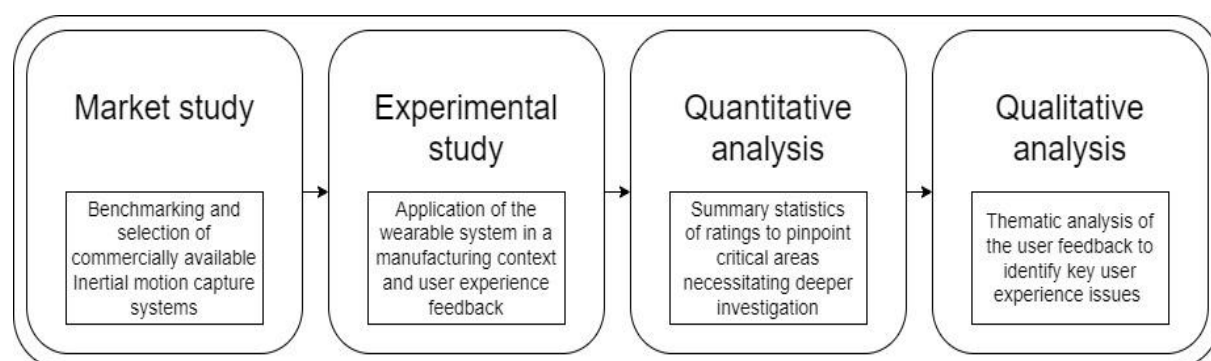 Market study
Benchmarking and
selection of
commercially available
Inertial motion capture
systems
Experimental
study
Application of the
wearable system in a
manufacturing context
and user experience
feedback
Quantitative
analysis
Summary statistics
of ratings to pinpoint
critical areas
necessitating deeper
investigation
Qualitative
analysis
Thematic analysis of
the user feedback to
identify key user
experience issues